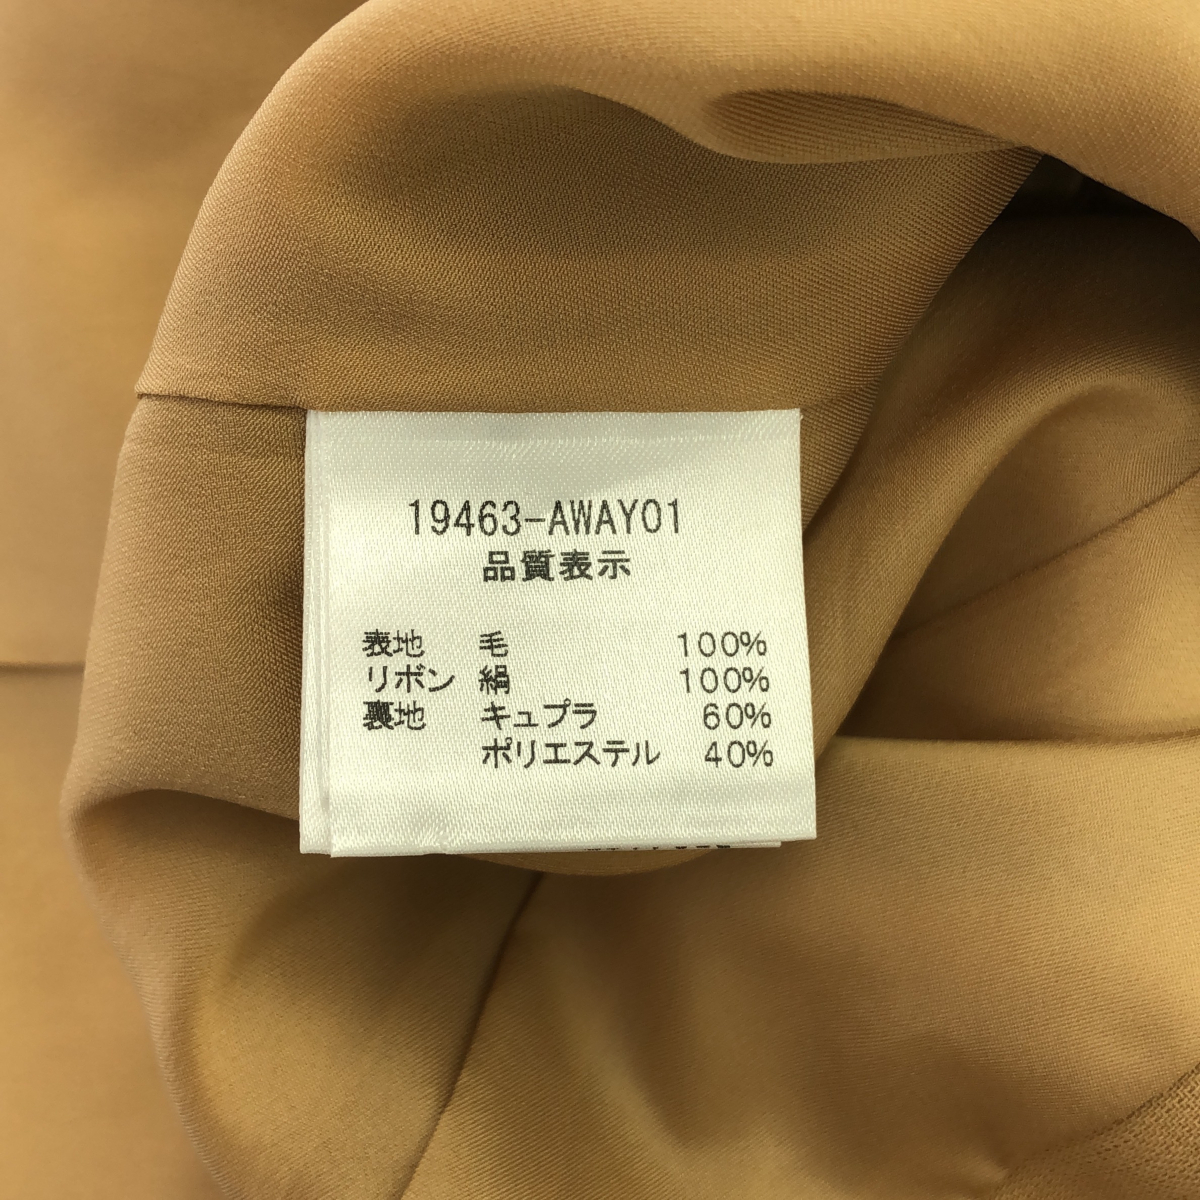 19463-AWAY01
品質表示
表地 毛 100%
リボン 絹 100%
裏地 キュプラ 60%
ポリエステル 40%